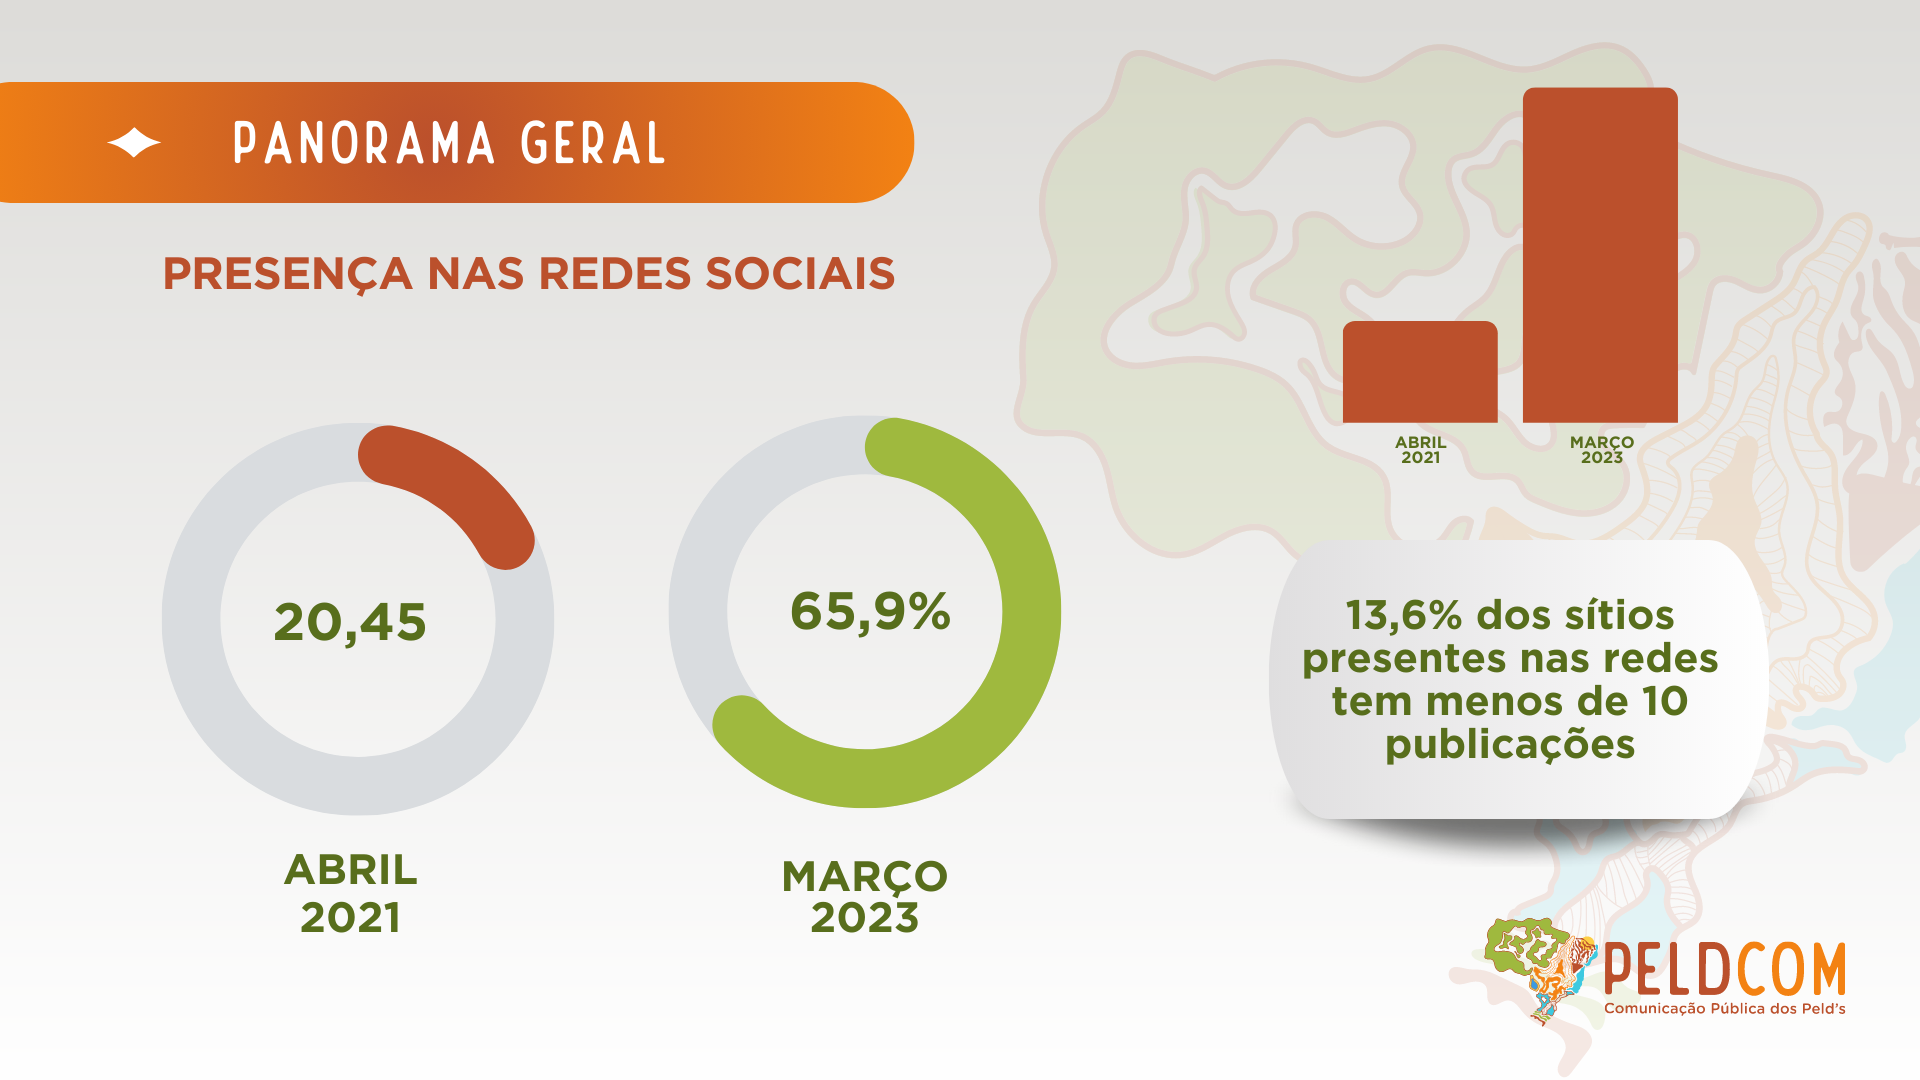 PANORAMA GERAL
PRESENÇA NAS REDES SOCIAIS
20,45
ABRIL
2021
65,9%
MARÇO
2023
ABRIL
2021
MARÇO
2023
13,6% dos sítios
presentes nas redes
tem menos de 10
publicações
PELDCOM
Comunicação Pública dos Peld's